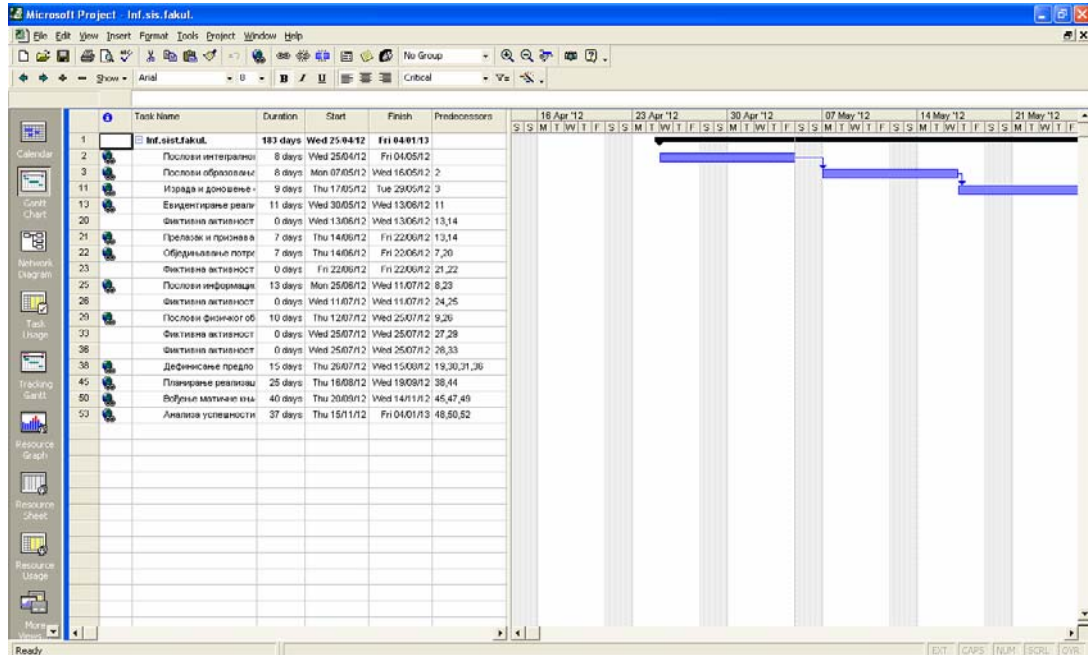 Microsoft Project - Inf.sis.fakul.
File Edit View Insert Format Tools Project Window Help
No Group
Show Arial 8 B I U Critical
Task Name Duration Start Finish Predecessors
16 Apr '12 23 Apr '12 30 Apr '12 07 May '12 14 May '12 21 May '12
S S M T W T F S S M T W T F S S M T W T F S S M T W T F S S M T W T F S S M T W T
1 Inf.sist.fakul. 183 days Wed 25/04/12 Fri 04/01/13
2 Послови интегралног 8 days Wed 25/04/12 Fri 04/05/12
3 Послови образовања 8 days Mon 07/05/12 Wed 16/05/12 2
11 Израда и доношење 9 days Thu 17/05/12 Tue 29/05/12 3
13 Евидентирање реали 11 days Wed 30/05/12 Wed 13/06/12 11
20 Фиктивна активност 0 days Wed 13/06/12 Wed 13/06/12 13,14
21 Прелазак и признава 7 days Thu 14/06/12 Fri 22/06/12 13,14
22 Обједињавање потре 7 days Thu 14/06/12 Fri 22/06/12 7,20
23 Фиктивна активност 0 days Fri 22/06/12 Fri 22/06/12 21,22
25 Послови информаци 13 days Mon 25/06/12 Wed 11/07/12 8,23
26 Фиктивна активност 0 days Wed 11/07/12 Wed 11/07/12 24,25
29 Послови физичког об 10 days Thu 12/07/12 Wed 25/07/12 9,26
33 Фиктивна активност 0 days Wed 25/07/12 Wed 25/07/12 27,29
36 Фиктивна активност 0 days Wed 25/07/12 Wed 25/07/12 28,33
38 Дефинисање предло 15 days Thu 26/07/12 Wed 15/08/12 19,30,31,36
45 Планирање реализац 25 days Thu 16/08/12 Wed 19/09/12 38,44
50 Вођење матичне књи 40 days Thu 20/09/12 Wed 14/11/12 45,47,49
53 Анализа успешности 37 days Thu 15/11/12 Fri 04/01/13 48,50,52
Calendar
Gantt
Chart
Network
Diagram
Task
Usage
Tracking
Gantt
Resource
Graph
Resource
Sheet
Resource
Usage
More
Views
Ready
EXT CAPS NUM SCRL OVR